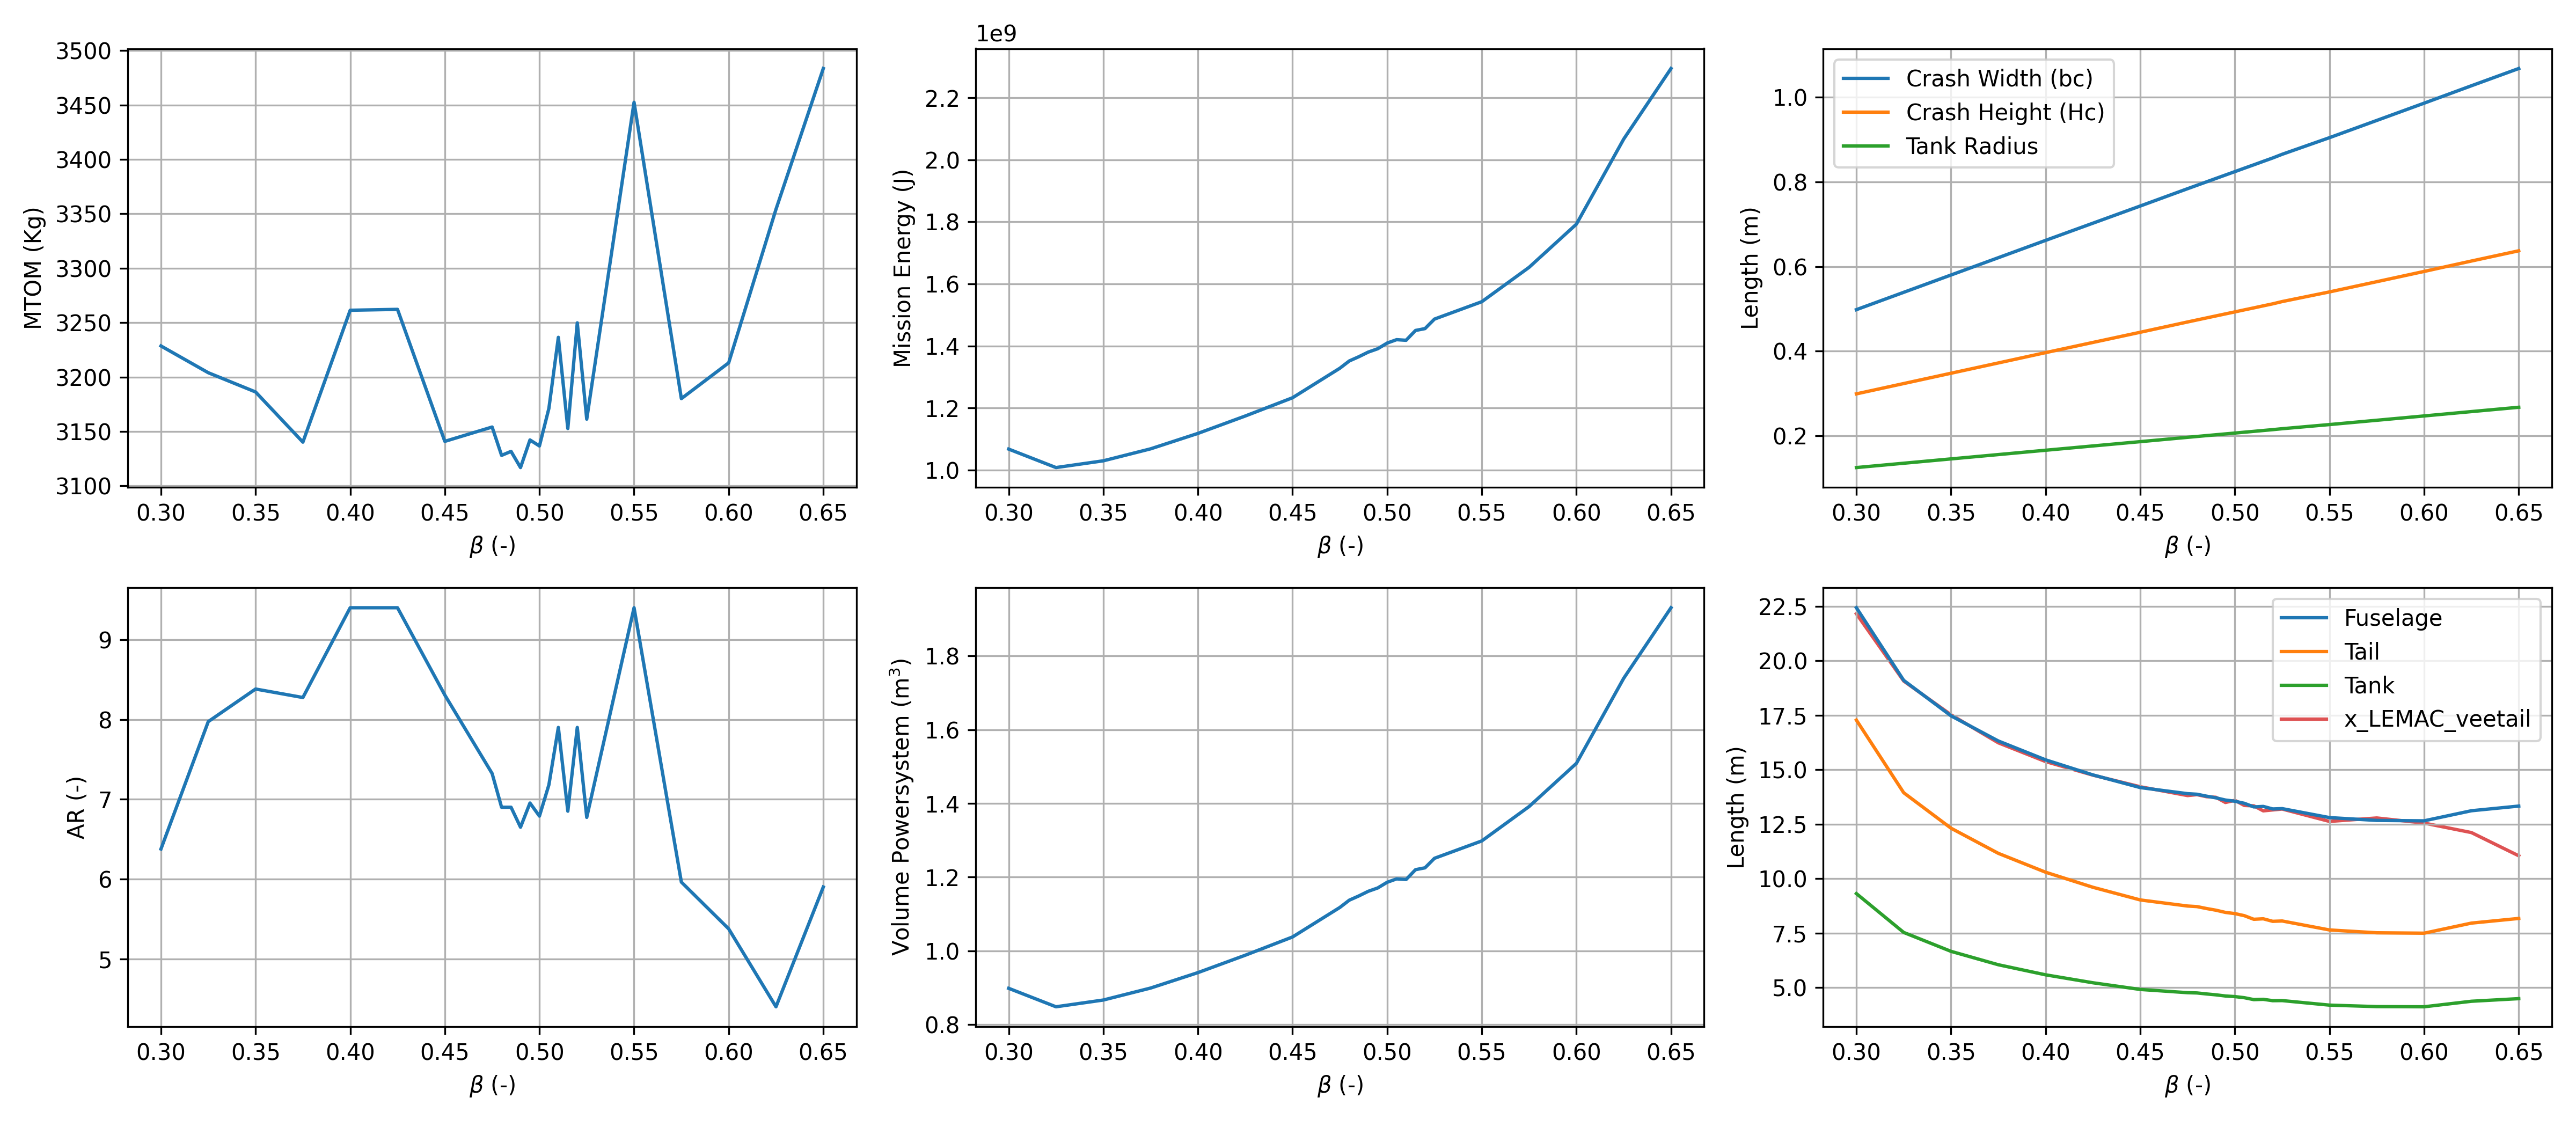 3500
3450
3400
3350
3300
3250
3200
3150
3100
MTOM (Kg)
0.30 0.35 0.40 0.45 0.50 0.55 0.60 0.65
β (-)
1e9
2.2
2.0
1.8
1.6
1.4
1.2
1.0
Mission Energy (J)
0.30 0.35 0.40 0.45 0.50 0.55 0.60 0.65
β (-)
Crash Width (bc)
Crash Height (Hc)
Tank Radius
1.0
0.8
0.6
0.4
0.2
Length (m)
0.30 0.35 0.40 0.45 0.50 0.55 0.60 0.65
β (-)
9
8
7
6
5
AR (-)
0.30 0.35 0.40 0.45 0.50 0.55 0.60 0.65
β (-)
1.8
1.6
1.4
1.2
1.0
0.8
Volume Powersystem (m³)
0.30 0.35 0.40 0.45 0.50 0.55 0.60 0.65
β (-)
Fuselage
Tail
Tank
x_LEMAC_veetail
22.5
20.0
17.5
15.0
12.5
10.0
7.5
5.0
Length (m)
0.30 0.35 0.40 0.45 0.50 0.55 0.60 0.65
β (-)